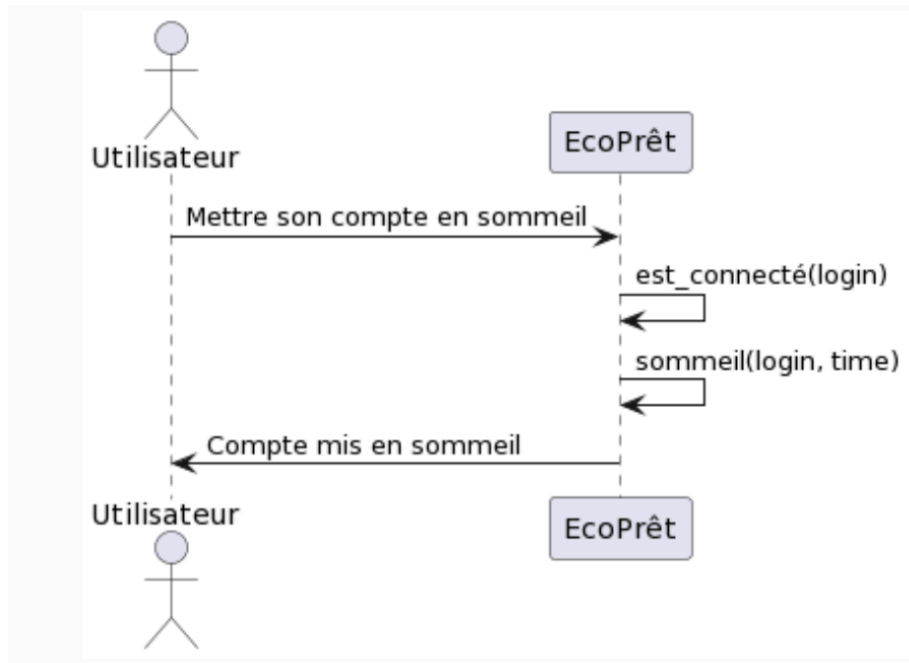 Utilisateur
EcoPrêt
Mettre son compte en sommeil
est_connecté(login)
sommeil(login, time)
Compte mis en sommeil
Utilisateur
EcoPrêt